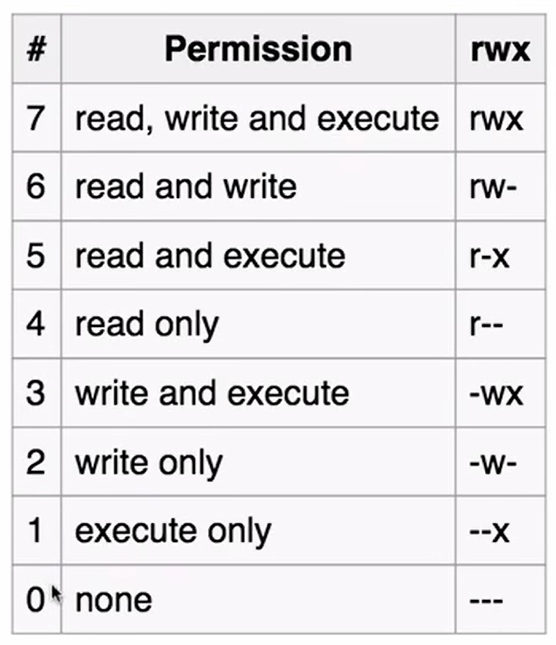 # Permission rwx
7 read, write and execute rwx
6 read and write rw-
5 read and execute r-x
4 read only r--
3 write and execute -wx
2 write only -w-
1 execute only --x
0 none ---